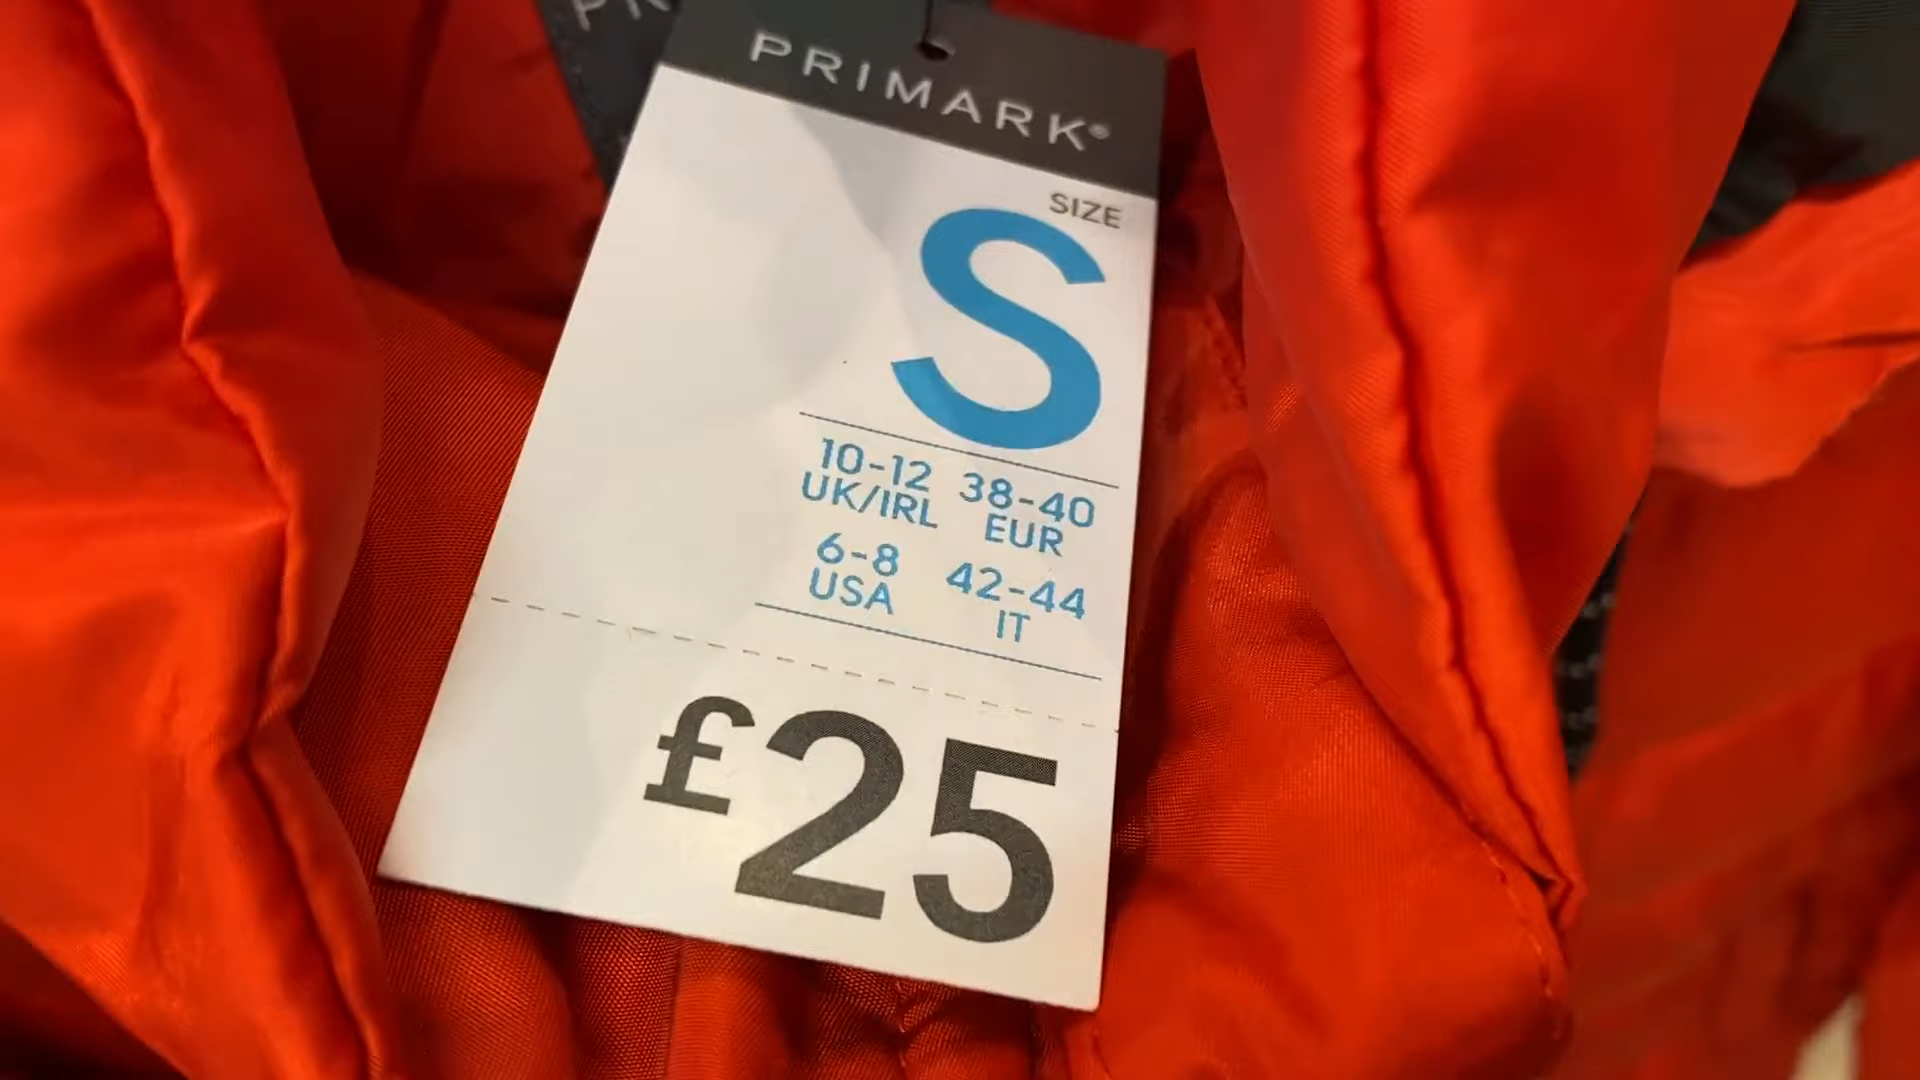 PRIMARK®
SIZE
S
10-12 38-40
UK/IRL EUR
6-8 42-44
USA IT
£25